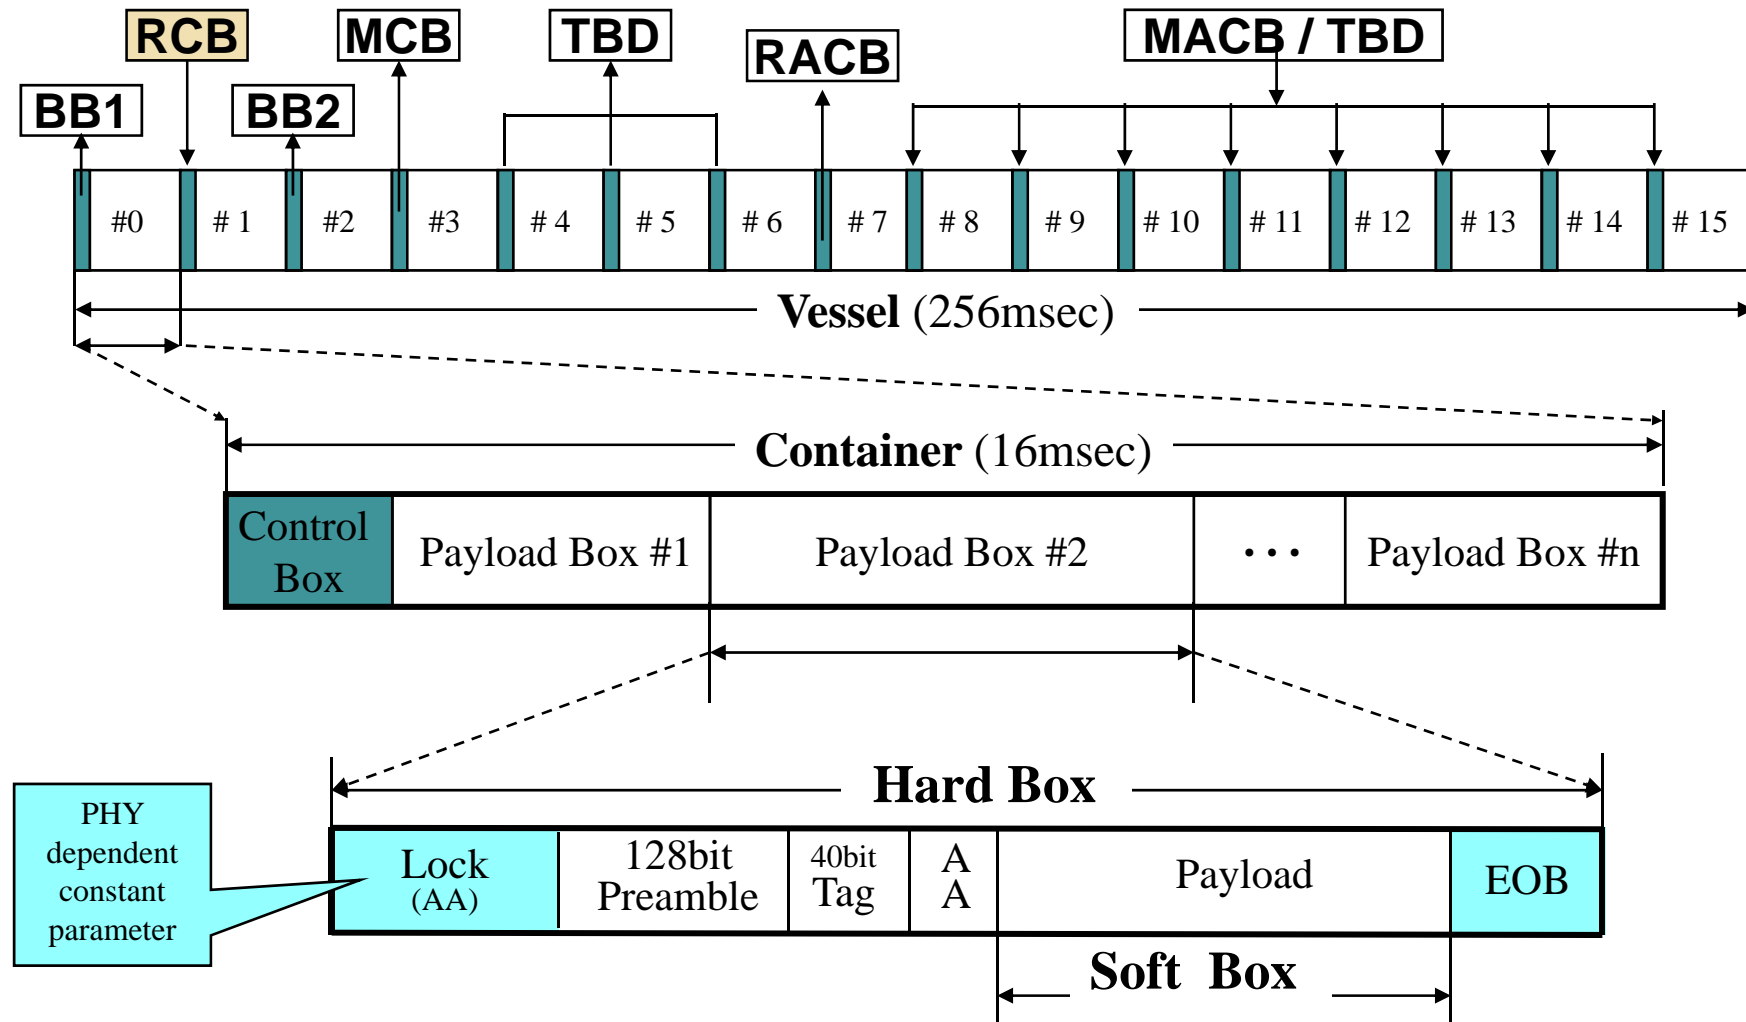 RCB
MCB
TBD
RACB
MACB / TBD
BB1
BB2
#0
# 1
#2
#3
# 4
# 5
# 6
# 7
# 8
# 9
# 10
# 11
# 12
# 13
# 14
# 15
Vessel (256msec)
Container (16msec)
Control
Box
Payload Box #1
Payload Box #2
···
Payload Box #n
Hard Box
PHY
dependent
constant
parameter
Lock
(AA)
128bit
Preamble
40bit
Tag
A
A
Payload
EOB
Soft Box